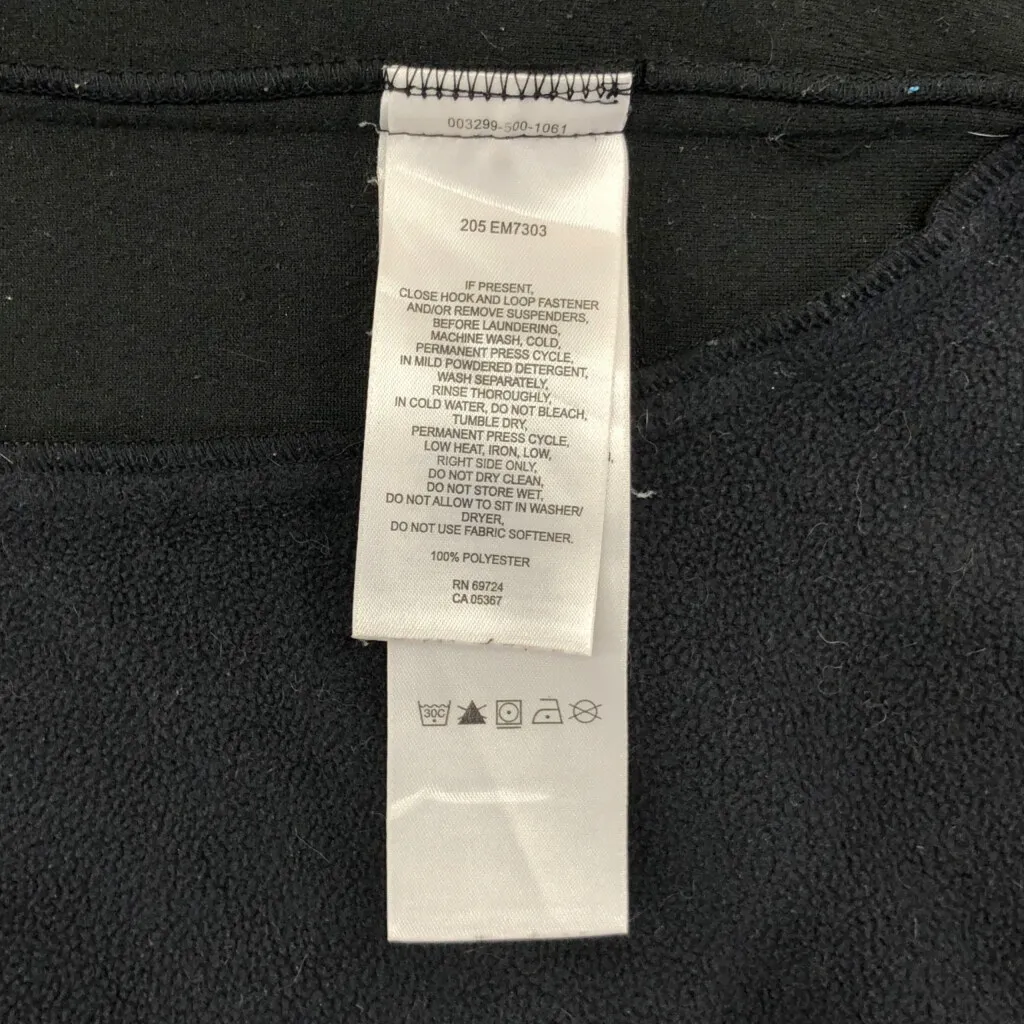 003299-500-1061
205 EM7303
IF PRESENT,
CLOSE HOOK AND LOOP FASTENER
AND/OR REMOVE SUSPENDERS,
BEFORE LAUNDERING,
MACHINE WASH, COLD,
PERMANENT PRESS CYCLE,
IN MILD POWDERED DETERGENT,
WASH SEPARATELY,
RINSE THOROUGHLY,
IN COLD WATER, DO NOT BLEACH,
TUMBLE DRY,
PERMANENT PRESS CYCLE,
LOW HEAT, IRON, LOW,
RIGHT SIDE ONLY,
DO NOT DRY CLEAN,
DO NOT STORE WET,
DO NOT ALLOW TO SIT IN WASHER/
DRYER,
DO NOT USE FABRIC SOFTENER.
100% POLYESTER
RN 69724
CA 05367
30C